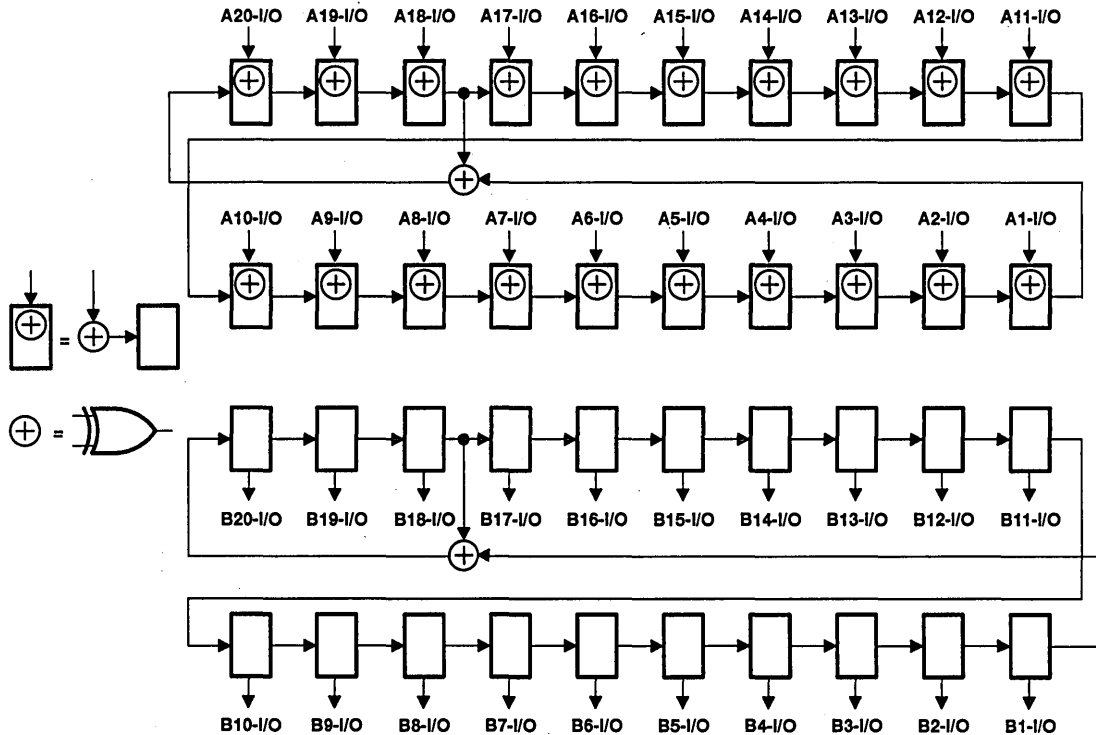 A20-I/O A19-I/O A18-I/O A17-I/O A16-I/O A15-I/O A14-I/O A13-I/O A12-I/O A11-I/O
A10-I/O A9-I/O A8-I/O A7-I/O A6-I/O A5-I/O A4-I/O A3-I/O A2-I/O A1-I/O
=
=
B20-I/O B19-I/O B18-I/O B17-I/O B16-I/O B15-I/O B14-I/O B13-I/O B12-I/O B11-I/O
B10-I/O B9-I/O B8-I/O B7-I/O B6-I/O B5-I/O B4-I/O B3-I/O B2-I/O B1-I/O